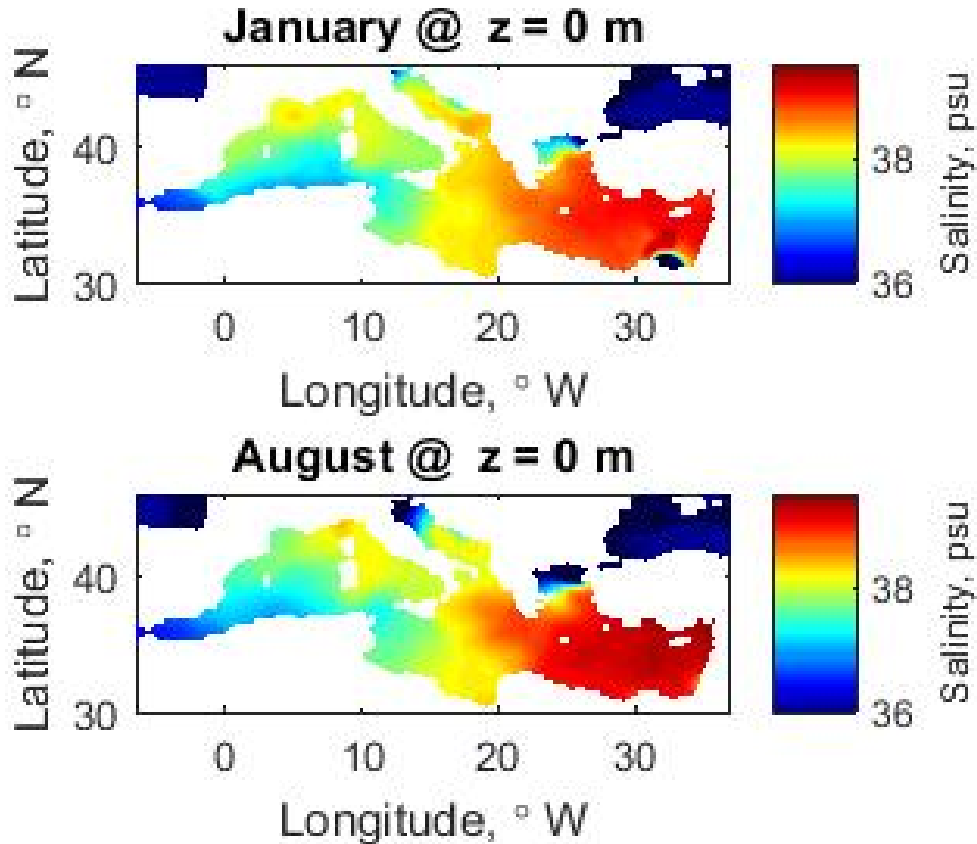 January @ z = 0 m
Latitude, ° N
40
30
0 10 20 30
Longitude, ° W
38
36
Salinity, psu
August @ z = 0 m
Latitude, ° N
40
30
0 10 20 30
Longitude, ° W
38
36
Salinity, psu